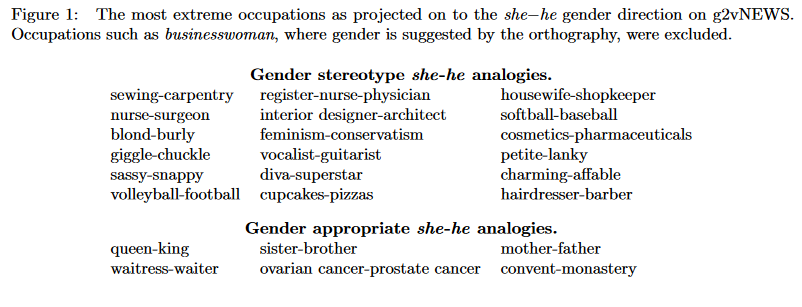 Figure 1: The most extreme occupations as projected on to the she−he gender direction on g2vNEWS.
Occupations such as businesswoman, where gender is suggested by the orthography, were excluded.
Gender stereotype she-he analogies.
sewing-carpentry register-nurse-physician housewife-shopkeeper
nurse-surgeon interior designer-architect softball-baseball
blond-burly feminism-conservatism cosmetics-pharmaceuticals
giggle-chuckle vocalist-guitarist petite-lanky
sassy-snappy diva-superstar charming-affable
volleyball-football cupcakes-pizzas hairdresser-barber
Gender appropriate she-he analogies.
queen-king sister-brother mother-father
waitress-waiter ovarian cancer-prostate cancer convent-monastery